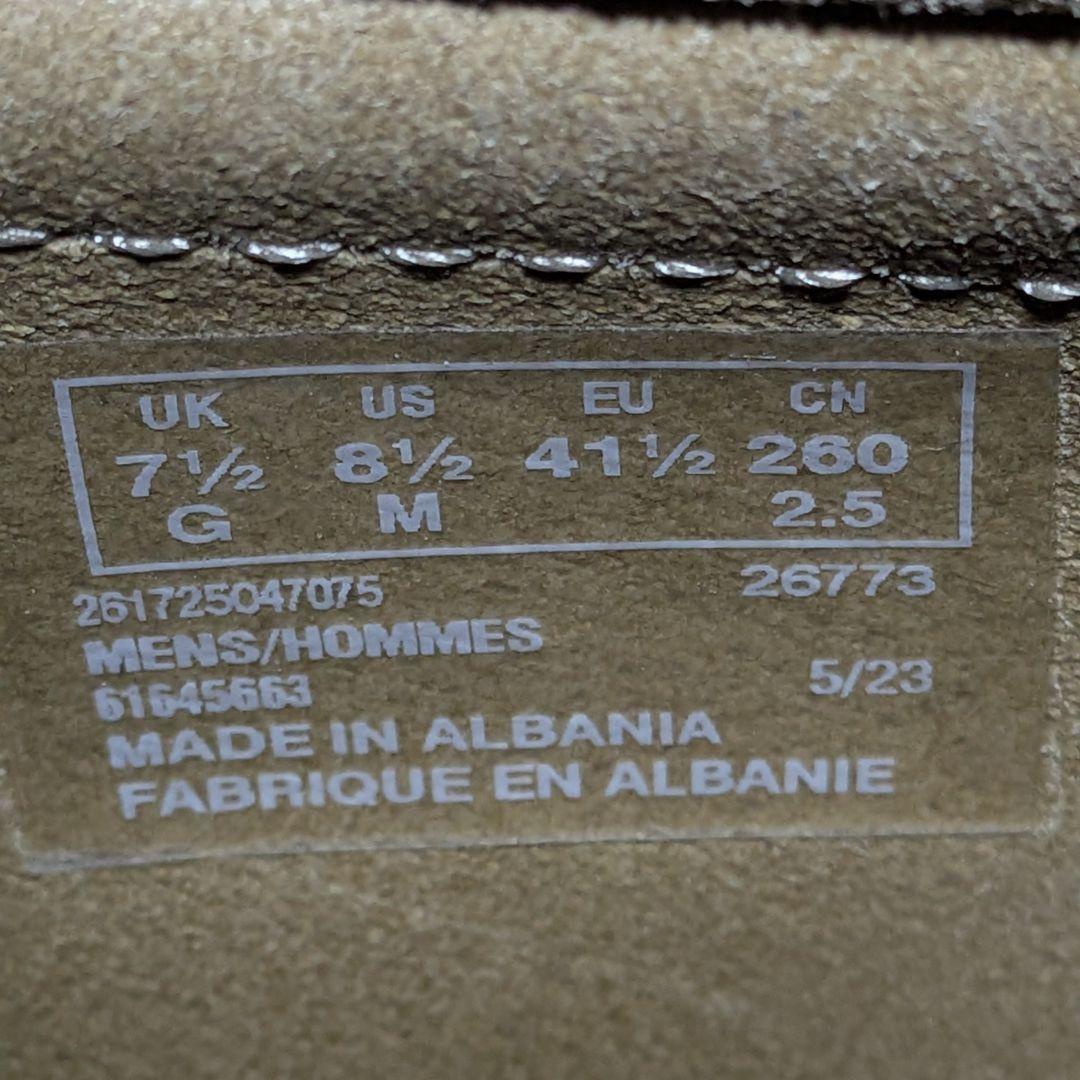 UK US EU CN
7½ 8½ 41½ 260
G M 2.5
261725047075 26773
MENS/HOMMES
61645663 5/23
MADE IN ALBANIA
FABRIQUE EN ALBANIE